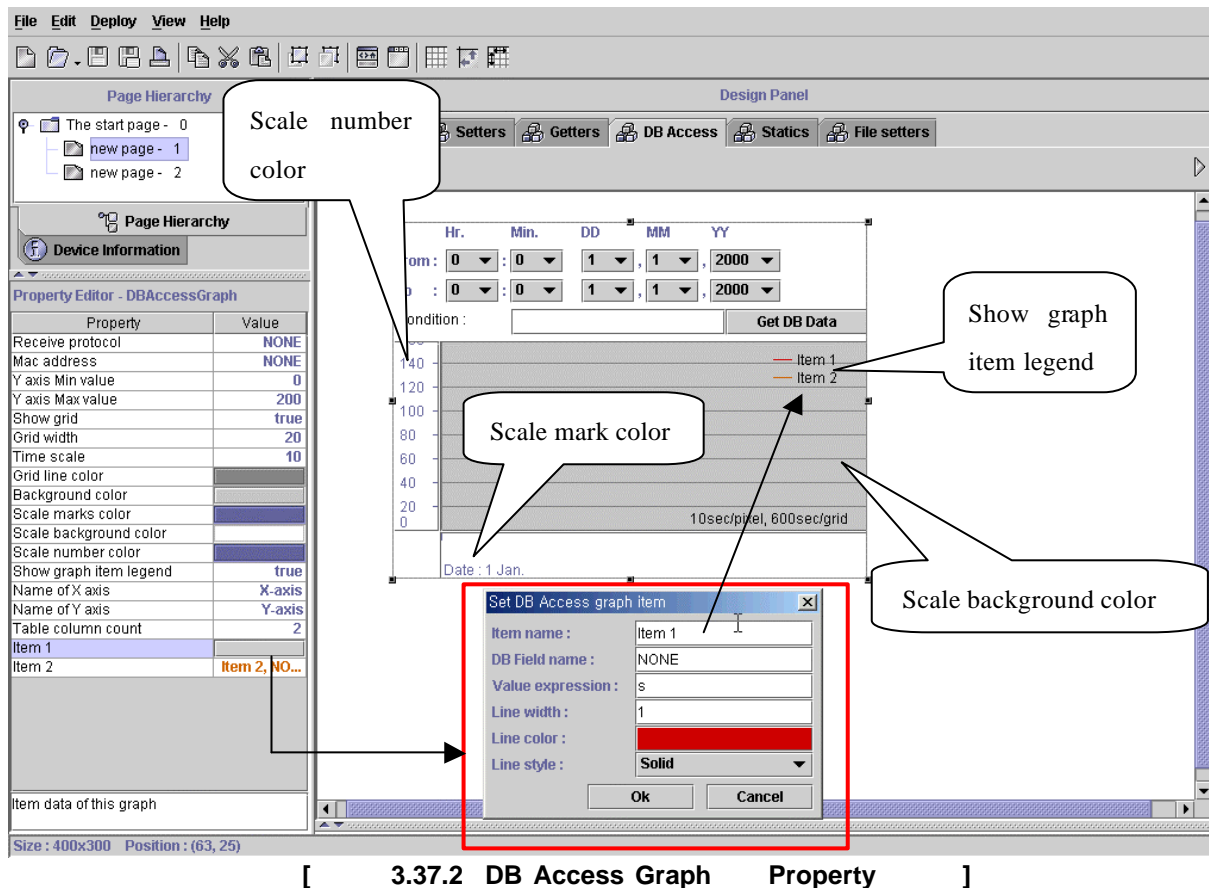 File Edit Deploy View Help
Page Hierarchy
The start page - 0
new page - 1
new page - 2
Page Hierarchy
Device Information
Property Editor - DBAccessGraph
Property Value
Receive protocol NONE
Mac address NONE
Y axis Min value 0
Y axis Max value 200
Show grid true
Grid width 20
Time scale 10
Grid line color
Background color
Scale marks color
Scale background color
Scale number color
Show graph item legend true
Name of X axis X-axis
Name of Y axis Y-axis
Table column count 2
Item 1
Item 2 Item 2, NO...
Item data of this graph
Size : 400x300 Position : (63, 25)
Design Panel
Setters Getters DB Access Statics File setters
Scale number
color
Hr. Min. DD MM YY
om : 0 : 0 1 , 1 , 2000
: 0 : 0 1 , 1 , 2000
ondition : Get DB Data
140
120
100
80
60
40
20
0
Item 1
Item 2
10sec/pixel, 600sec/grid
Date : 1 Jan.
Show graph
item legend
Scale mark color
Scale background color
Set DB Access graph item
Item name : Item 1
DB Field name : NONE
Value expression : s
Line width : 1
Line color :
Line style : Solid
Ok Cancel
[ 3.37.2 DB Access Graph Property ]